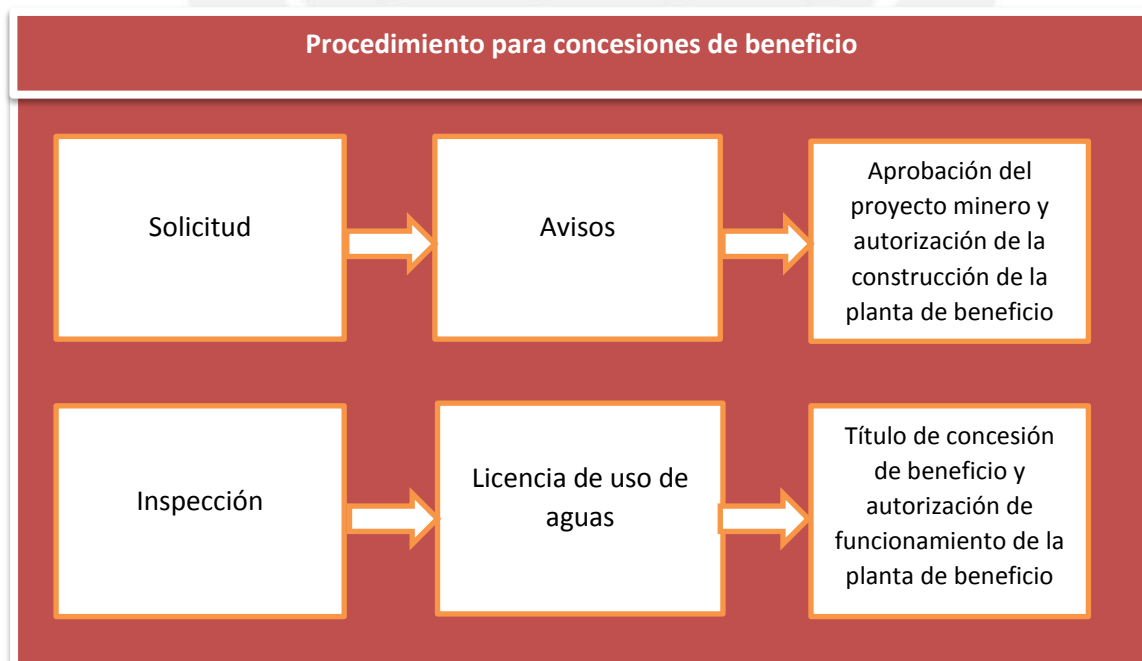 Procedimiento para concesiones de beneficio
Solicitud
Avisos
Aprobación del
proyecto minero y
autorización de la
construcción de la
planta de beneficio
Inspección
Licencia de uso de
aguas
Título de concesión
de beneficio y
autorización de
funcionamiento de la
planta de beneficio